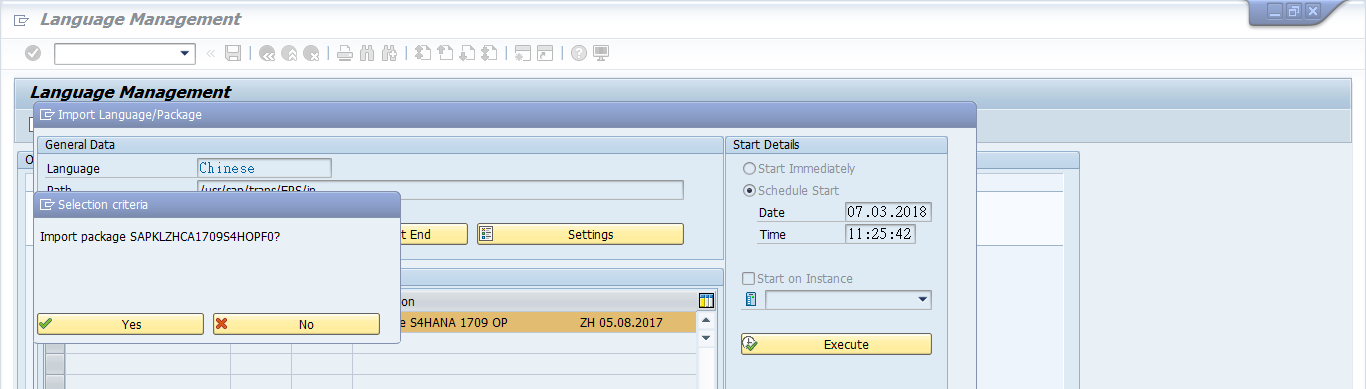 Language Management
Language Management
Import Language/Package
General Data
Language Chinese
Path /usr/sap/trans/EPS/in
Selection criteria
Import package SAPKLZHCA1709S4HOPF0?
Yes
No
t End
Settings
on
e S4HANA 1709 OP ZH 05.08.2017
Start Details
Start Immediately
Schedule Start
Date 07.03.2018
Time 11:25:42
Start on Instance
Execute